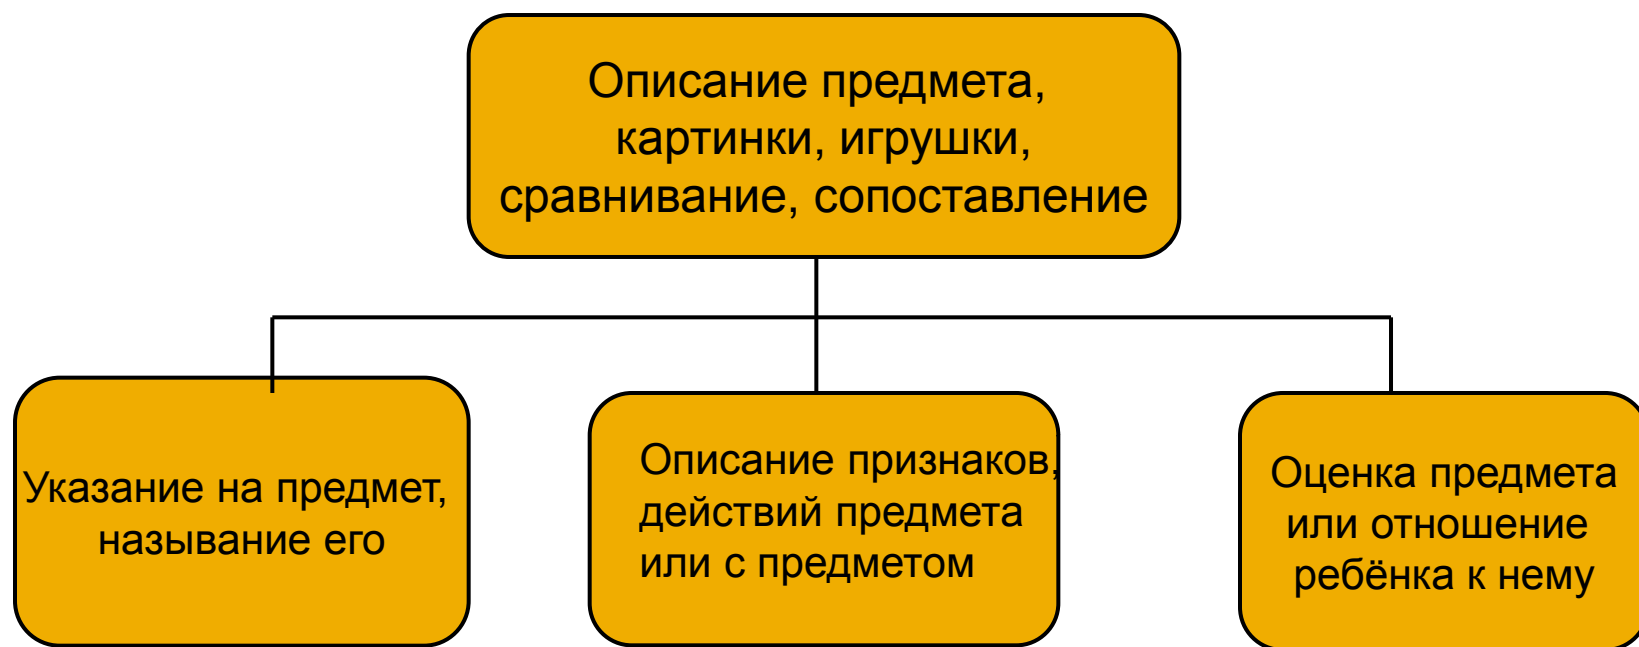 Описание предмета,
картинки, игрушки,
сравнивание, сопоставление
Указание на предмет,
называние его
Описание признаков,
действий предмета
или с предметом
Оценка предмета
или отношение
ребёнка к нему